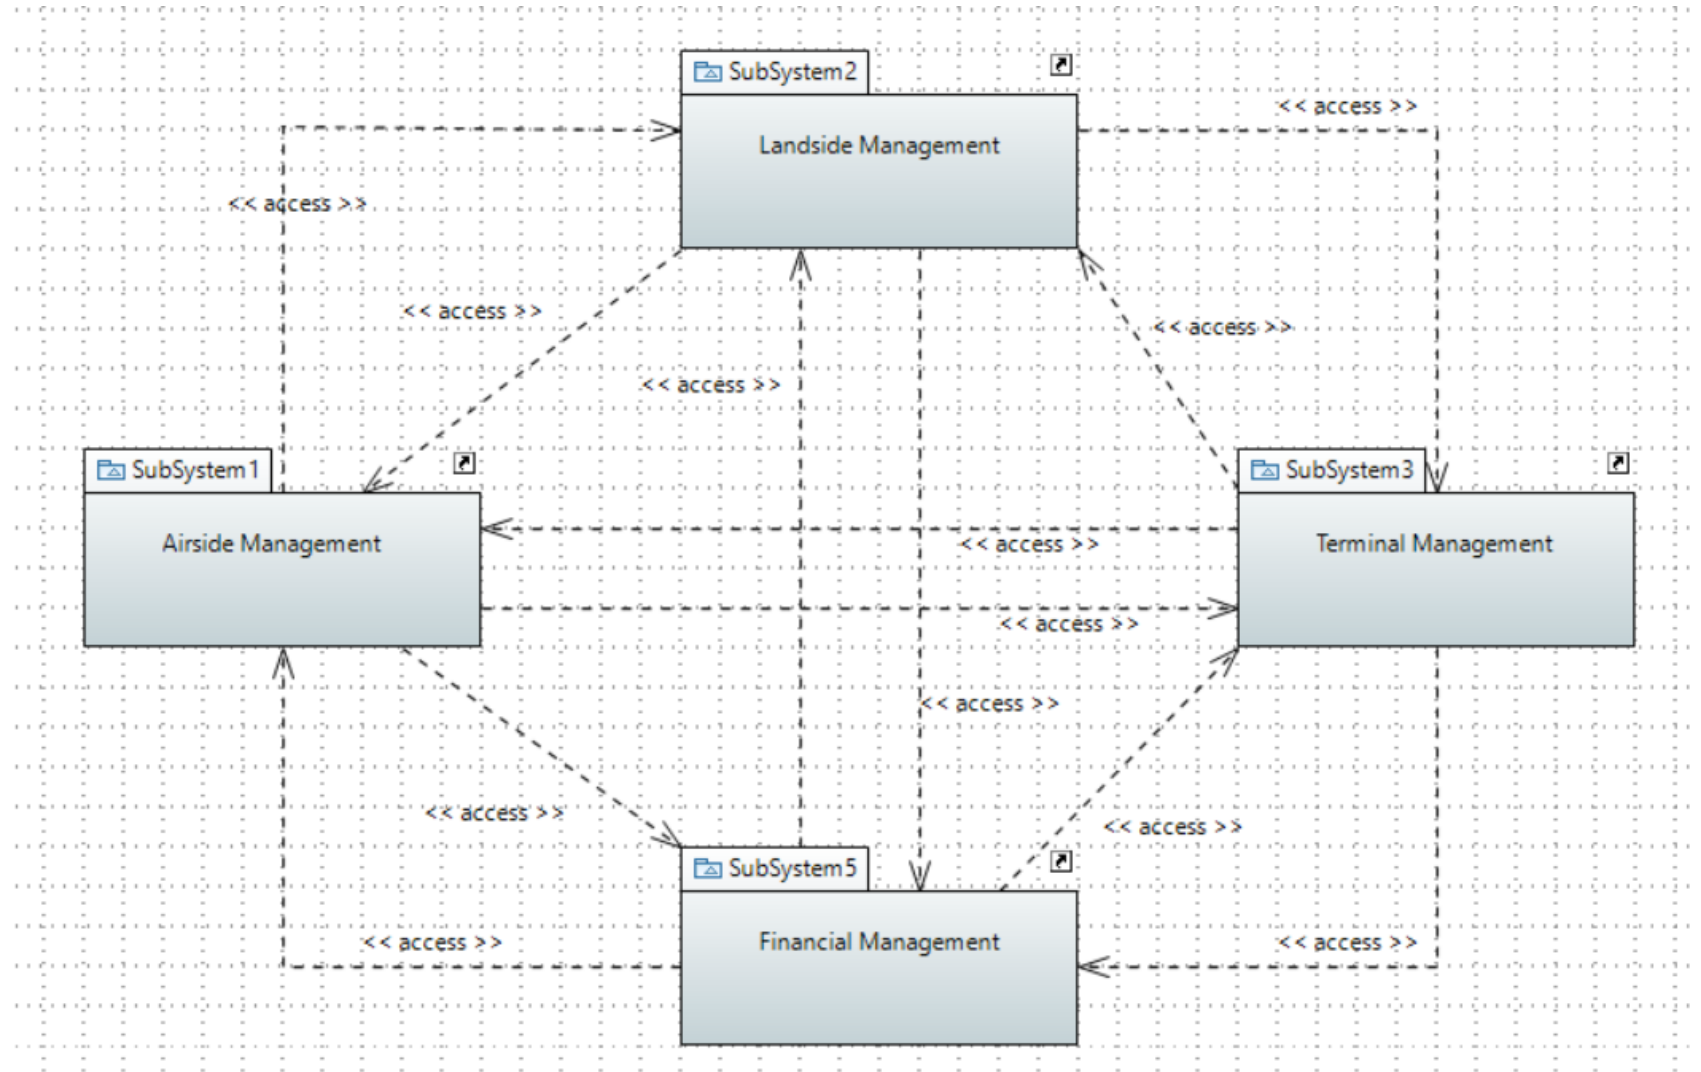 SubSystem2
Landside Management
<< access >>
<< access >>
<< access >>
<< access >>
<< access >>
SubSystem1
Airside Management
SubSystem3
Terminal Management
<< access >>
<< access >>
<< access >>
<< access >>
<< access >>
SubSystem5
Financial Management
<< access >>
<< access >>